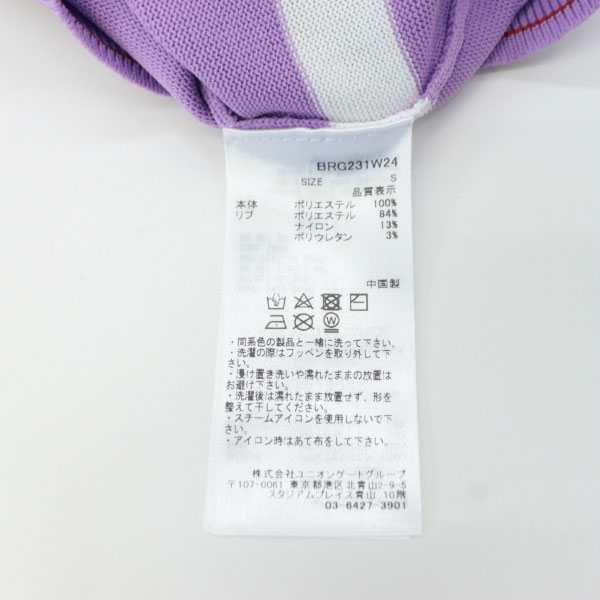 BRG231W24
SIZE S
品質表示
本体 ポリエステル 100%
リブ ポリエステル 84%
ナイロン 13%
ポリウレタン 3%
中国製
・同系色の製品と一緒に洗って下さい。
・洗濯の際はフッペンを取り外して下
さい。
・浸け置き洗いや濡れたままの放置は
お避け下さい。
・洗濯後は濡れたまま放置せず、形を
整えて干してください。
・スチームアイコンを使用しないで下
さい。
・アイロン時はあて布をして下さい。
株式会社ユニオンゲートグループ
〒107-0061 東京都港区北青山2-9-5
スタジアムプレイス青山 10階
03-6427-3901